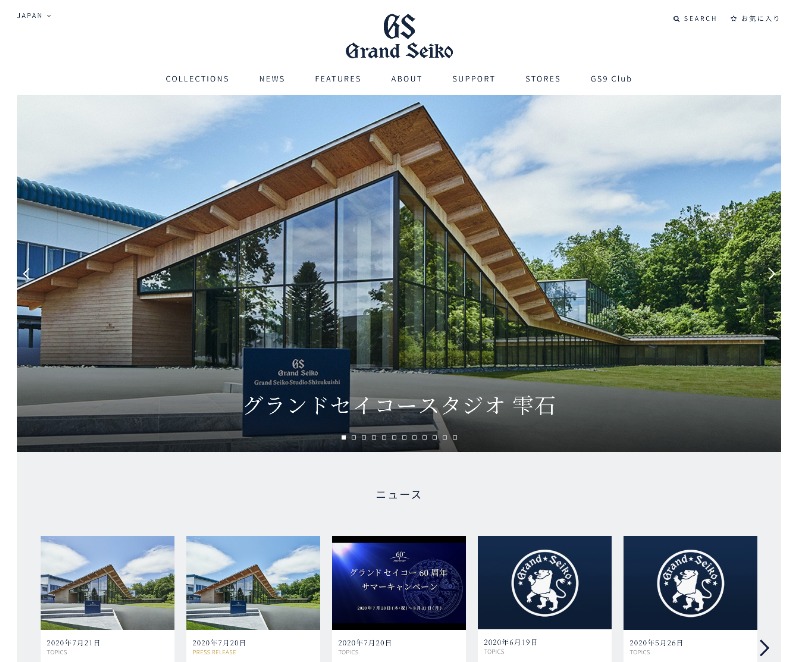 JAPAN
GS
Grand Seiko
SEARCH
お気に入り
COLLECTIONS NEWS FEATURES ABOUT SUPPORT STORES GS9 Club
GS
Grand Seiko
Grand Seiko Studio Shizukuishi
グランドセイコースタジオ 雫石
ニュース
60th
グランドセイコー 60 周年
サマーキャンペーン
Grand Seiko
Grand Seiko
2020年7月21日
TOPICS
2020年7月20日
PRESS RELEASE
2020年7月20日
TOPICS
2020年6月19日
TOPICS
2020年5月26日
TOPICS